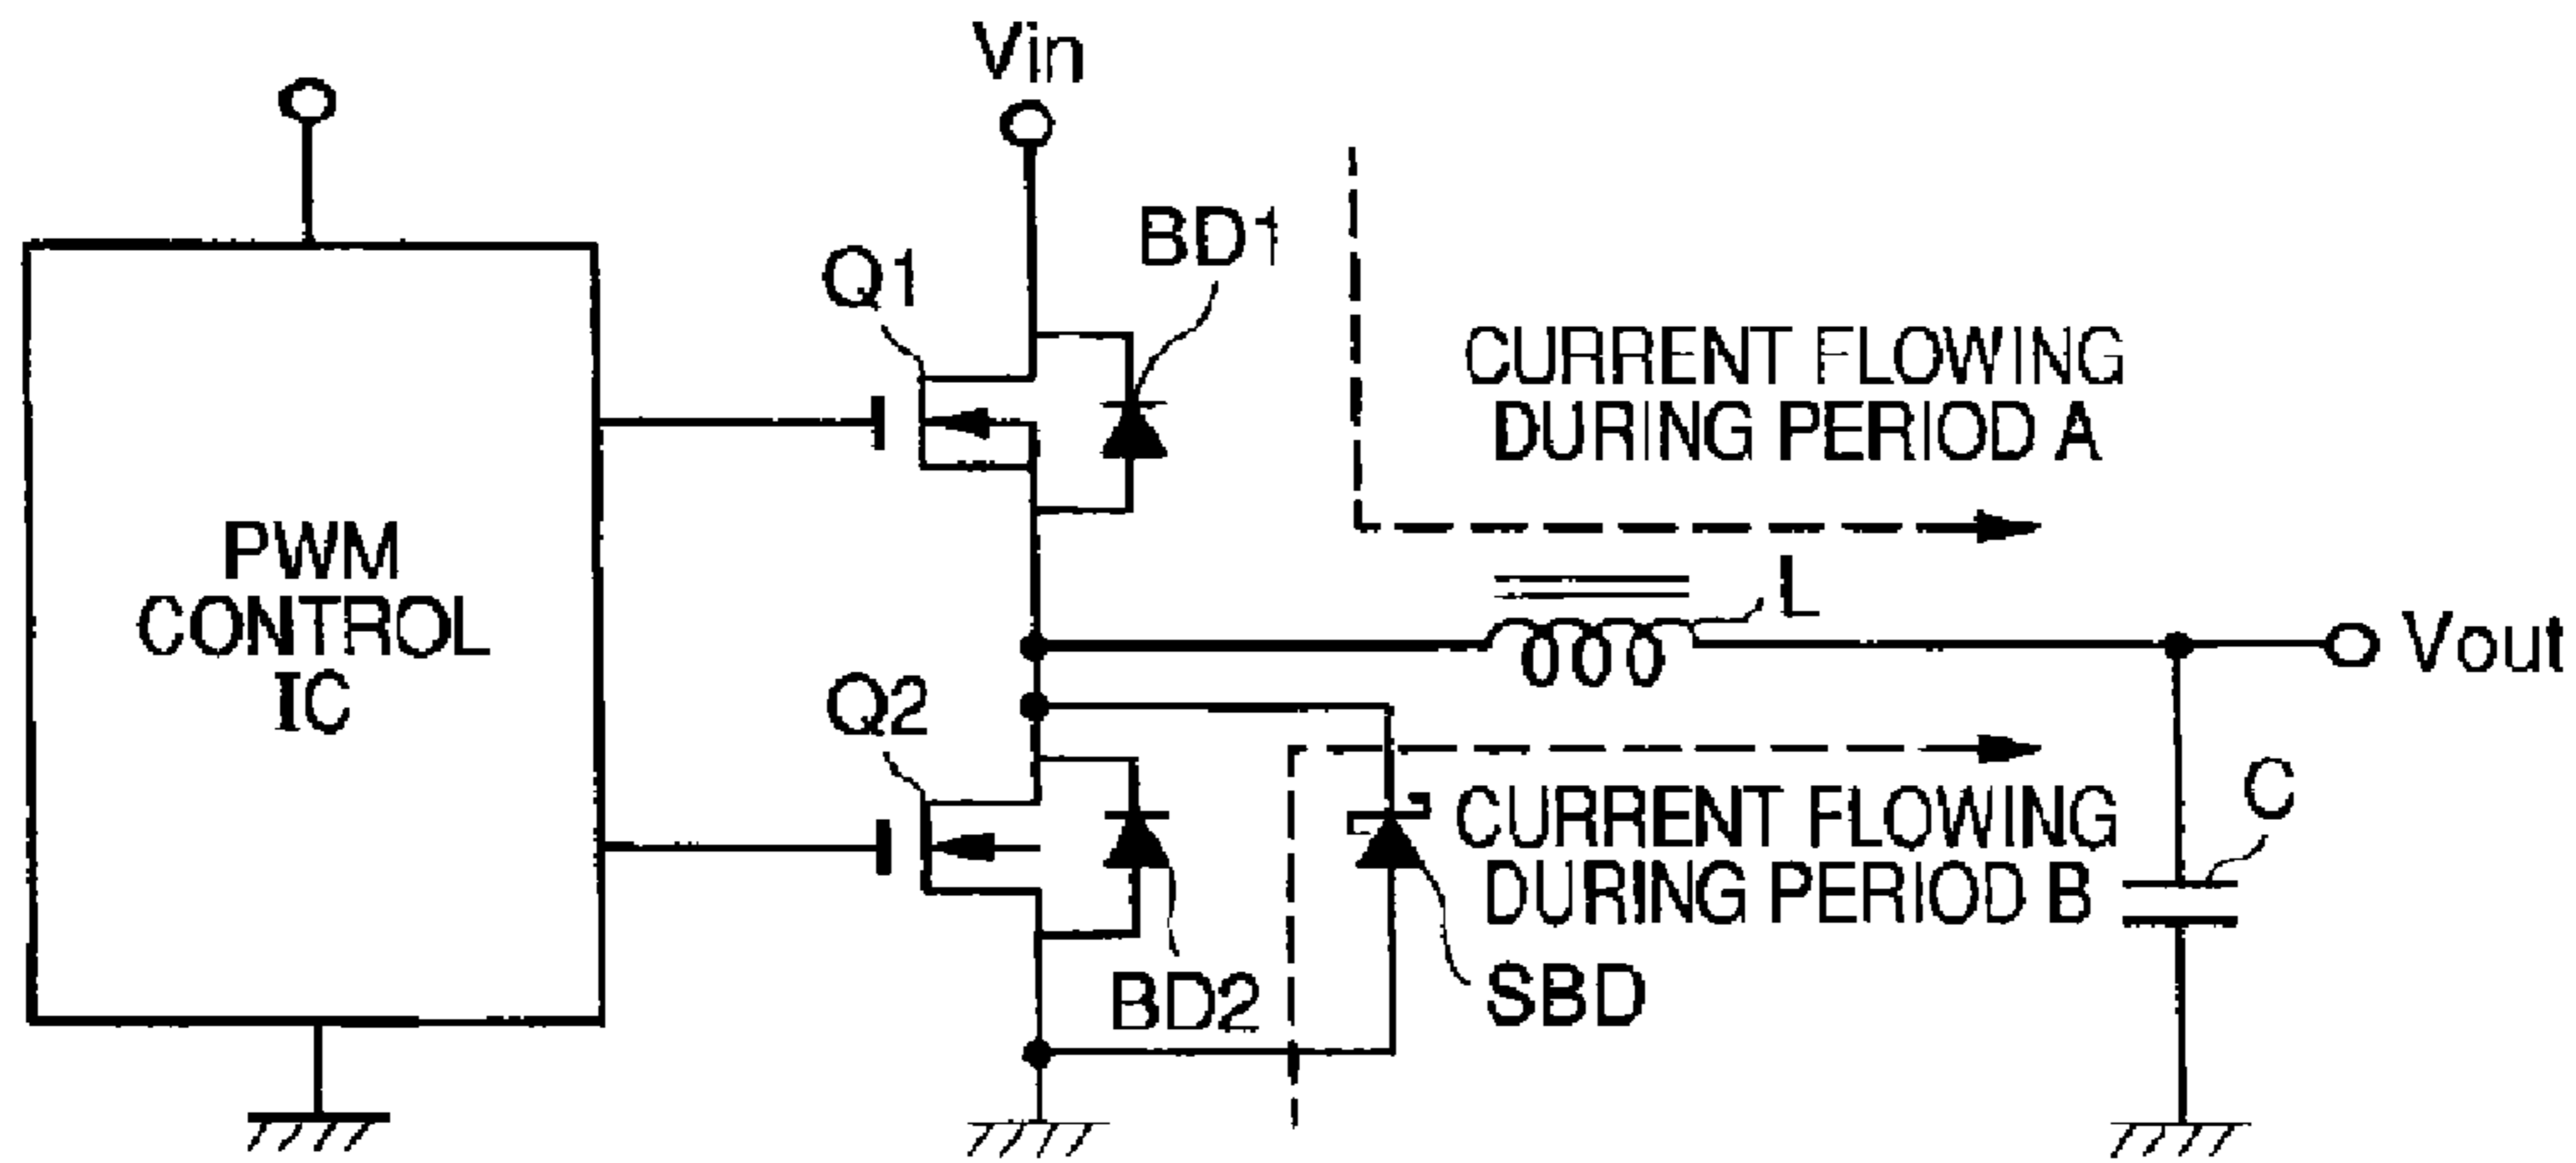 Vin
BD1
Q1
CURRENT FLOWING
DURING PERIOD A
PWM
CONTROL
IC
L
Vout
Q2
C
CURRENT FLOWING
DURING PERIOD B
BD2
SBD